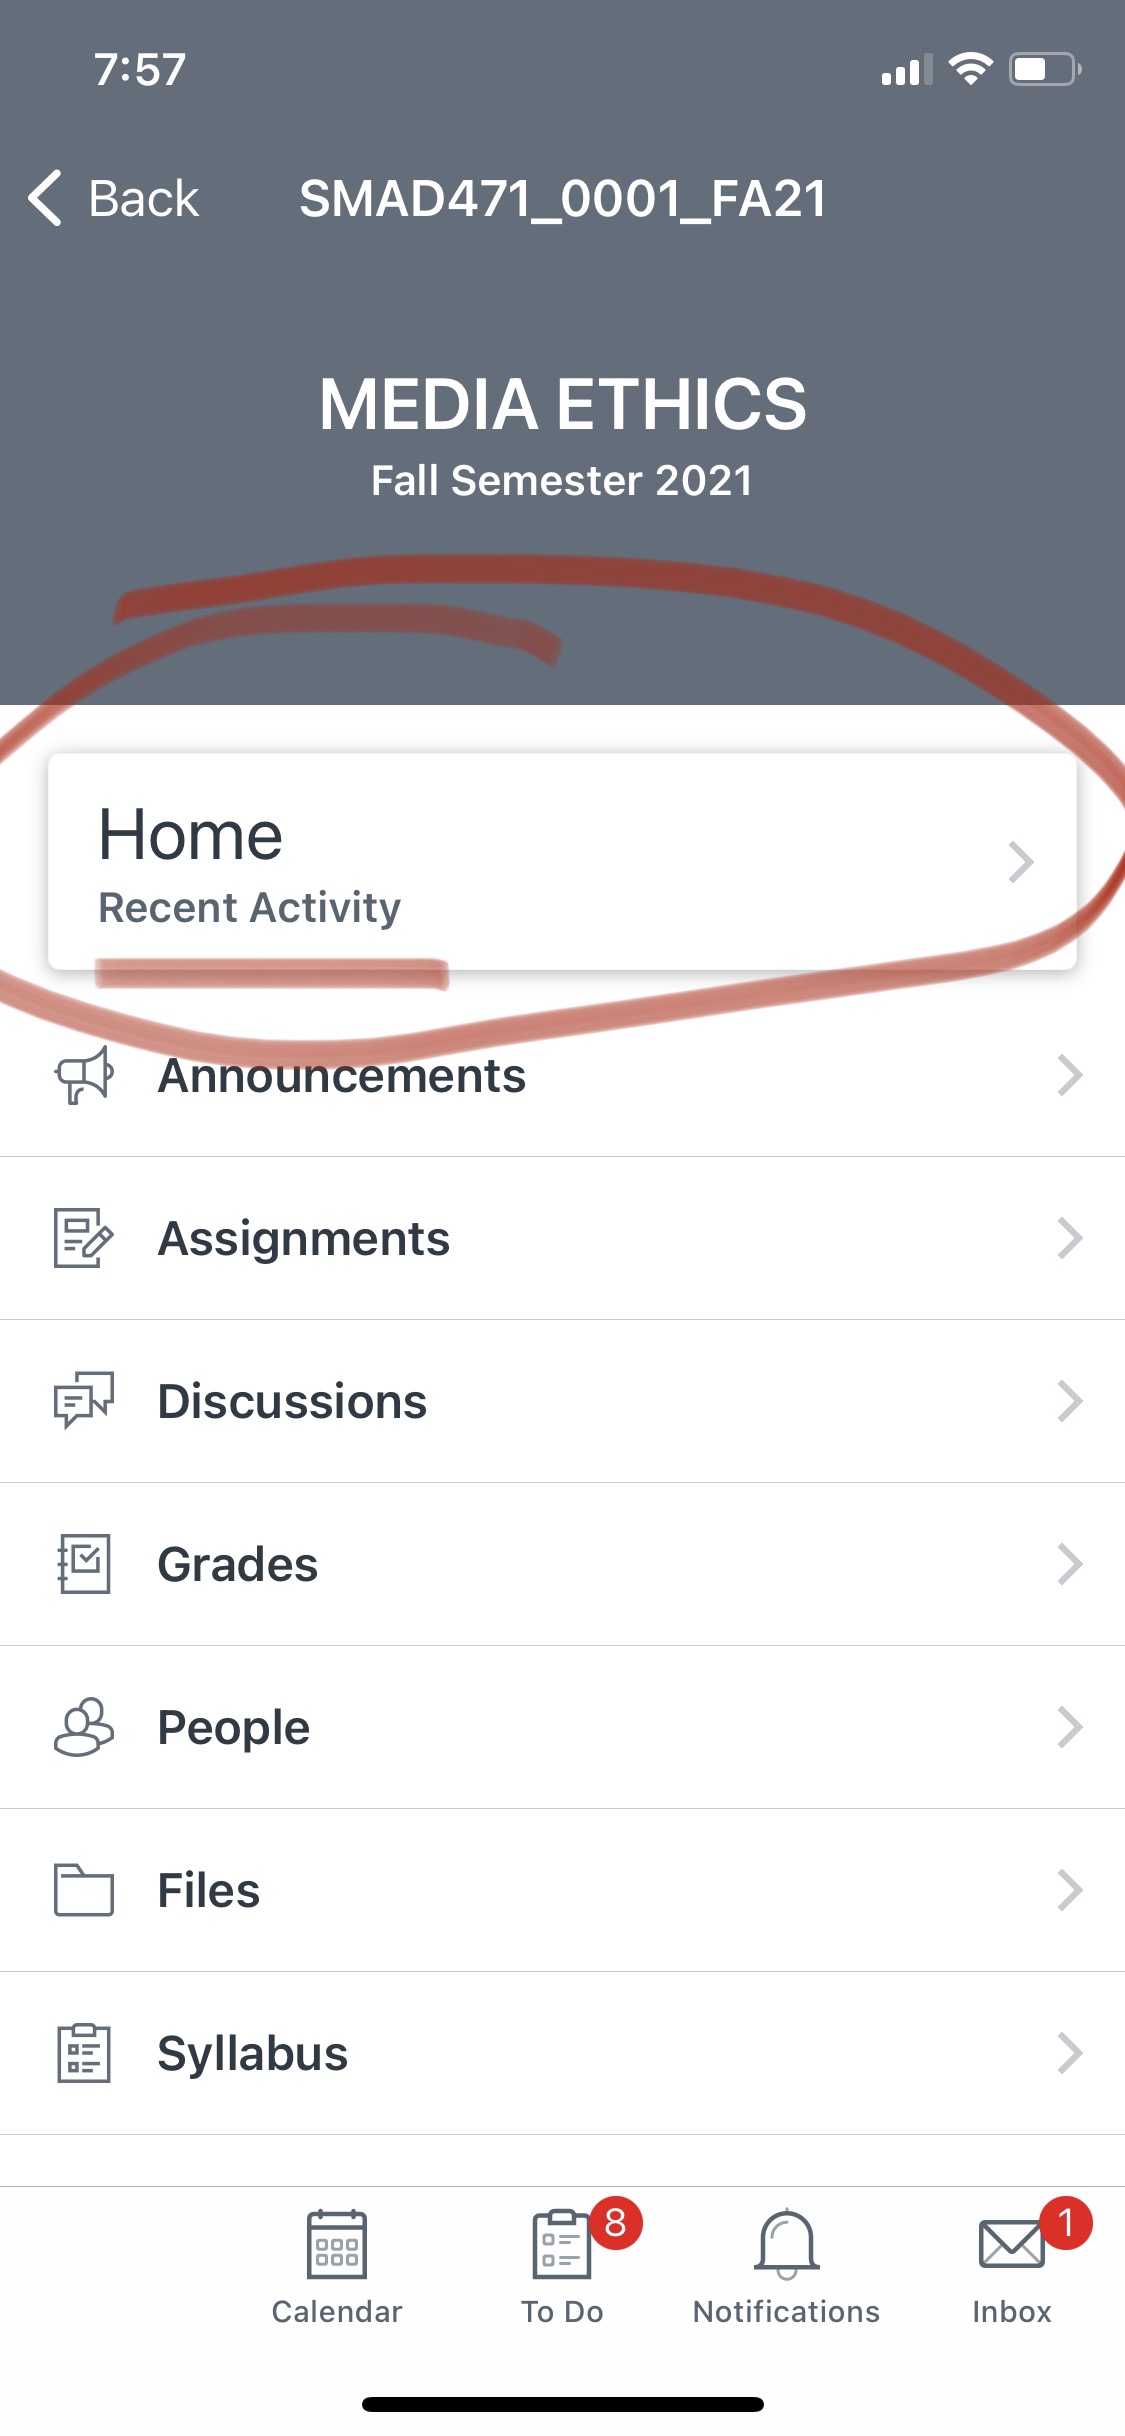 7:57
Back SMAD471_0001_FA21
MEDIA ETHICS
Fall Semester 2021
Home
Recent Activity
Announcements
Assignments
Discussions
Grades
People
Files
Syllabus
8 1
Calendar To Do Notifications Inbox